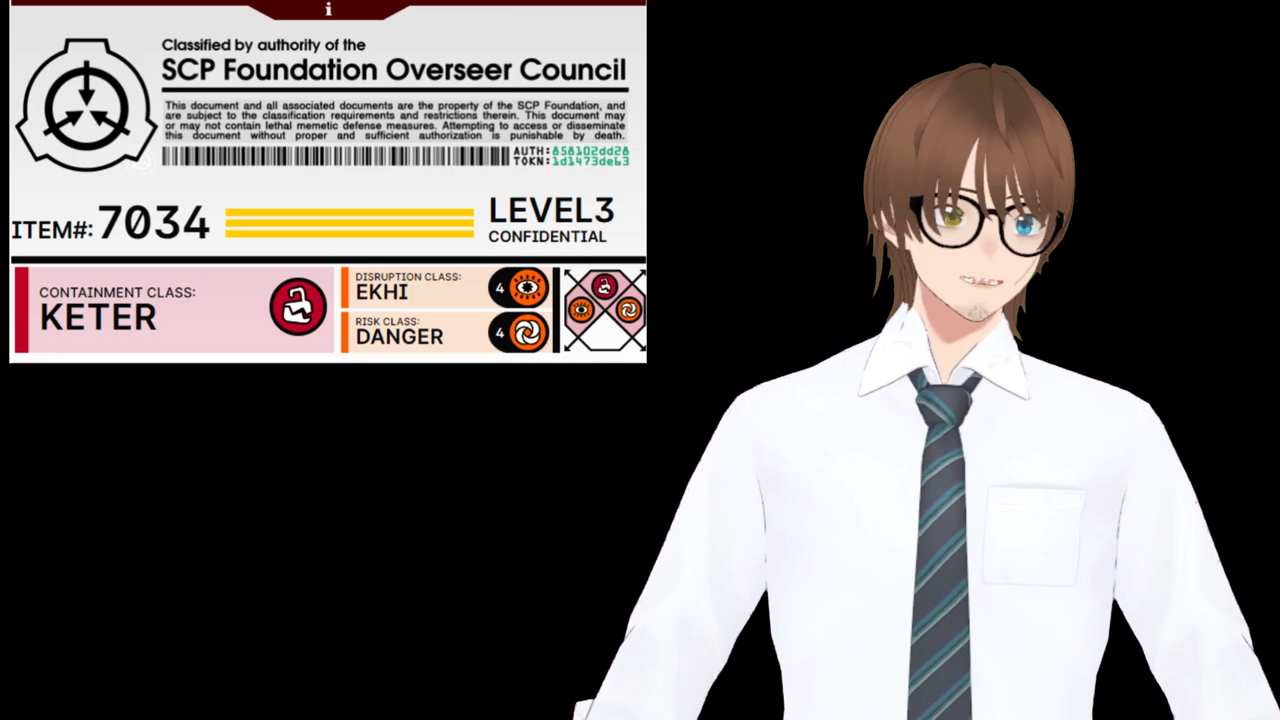 i
Classified by authority of the
SCP Foundation Overseer Council
This document and all associated documents are the property of the SCP Foundation, and
are subject to the classification requirements and restrictions therein. This document may
or may not contain lethal memetic defense measures. Attempting to access or disseminate
this document without proper and sufficient authorization is punishable by death.
AUTH:858102dd28
TOKN:1d1473de63
ITEM#: 7034
LEVEL3
CONFIDENTIAL
CONTAINMENT CLASS:
KETER
DISRUPTION CLASS:
EKHI
4
RISK CLASS:
DANGER
4